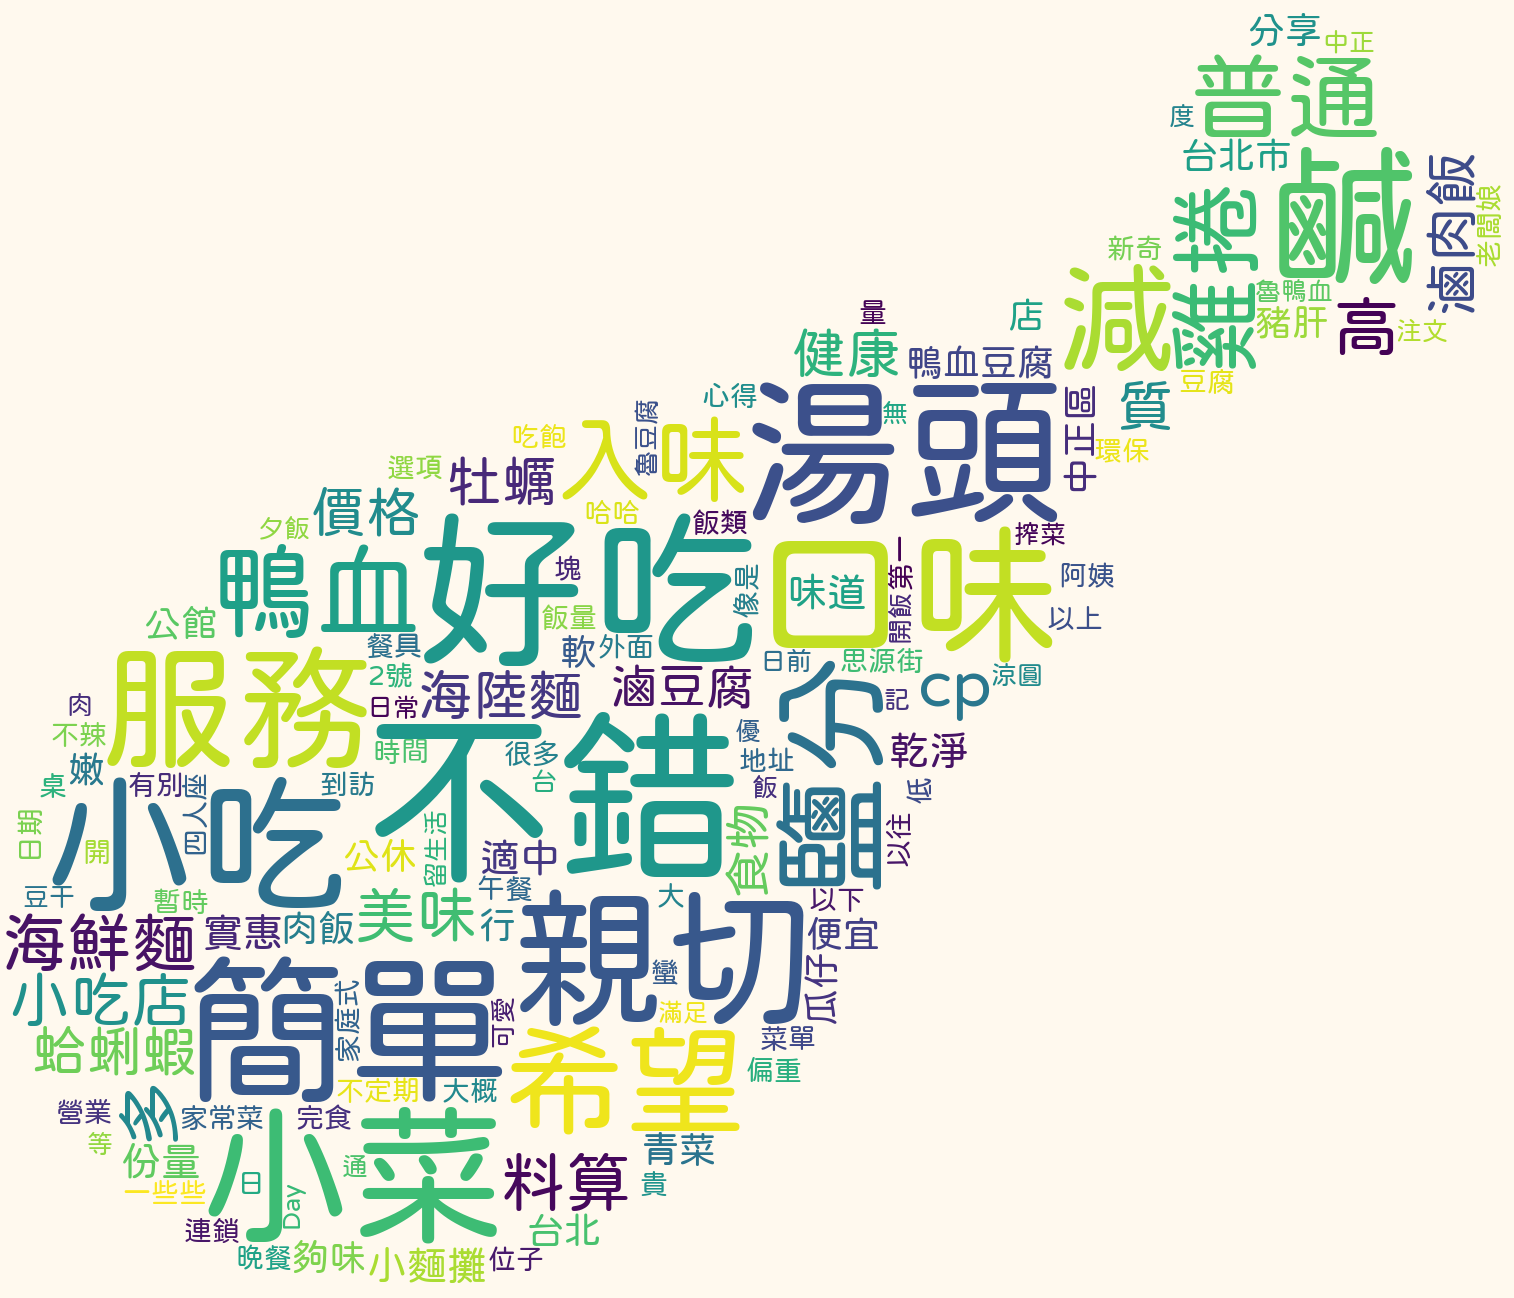 分享
中正
普通
度
台北市
鹹
滷肉飯
老闆娘
雞捲
新奇
減
魯鴨血
豬肝
高
注文
量
店
健康
鴨血豆腐
豆腐
質
心得
湯頭
無
中正區
環保
吃飽
入味
魯豆腐
選項
牡蠣
價格
哈哈
飯類
夕飯
好吃
口味
味道
搾菜
開飯第一
鴨血
塊
像是
阿姨
以上
公館
飯量
餐具
軟
外面
日前
思源街
涼圓
服務
2號
日常
海陸麵
滷豆腐
分
記
cp
肉
不辣
時間
不錯
很多
台
優
地址
乾淨
嫩
桌
有別
四人座
到訪
飯
鹽
低
小吃
日期
開
公休
留生活
適中
食物
以往
豆干
暫時
午餐
大
以下
海鮮麵
實惠
肉飯
美味
行
親切
便宜
小吃店
簡單
家庭式
可愛
蠻
瓜仔
滿足
菜單
蛤蜊蝦
希望
偏重
不定期
大概
營業
多
家常菜
完食
等
份量
小菜
料算
青菜
一些些
日
通
貴
Day
連鎖
台北
晚餐
夠味
小麵攤
位子